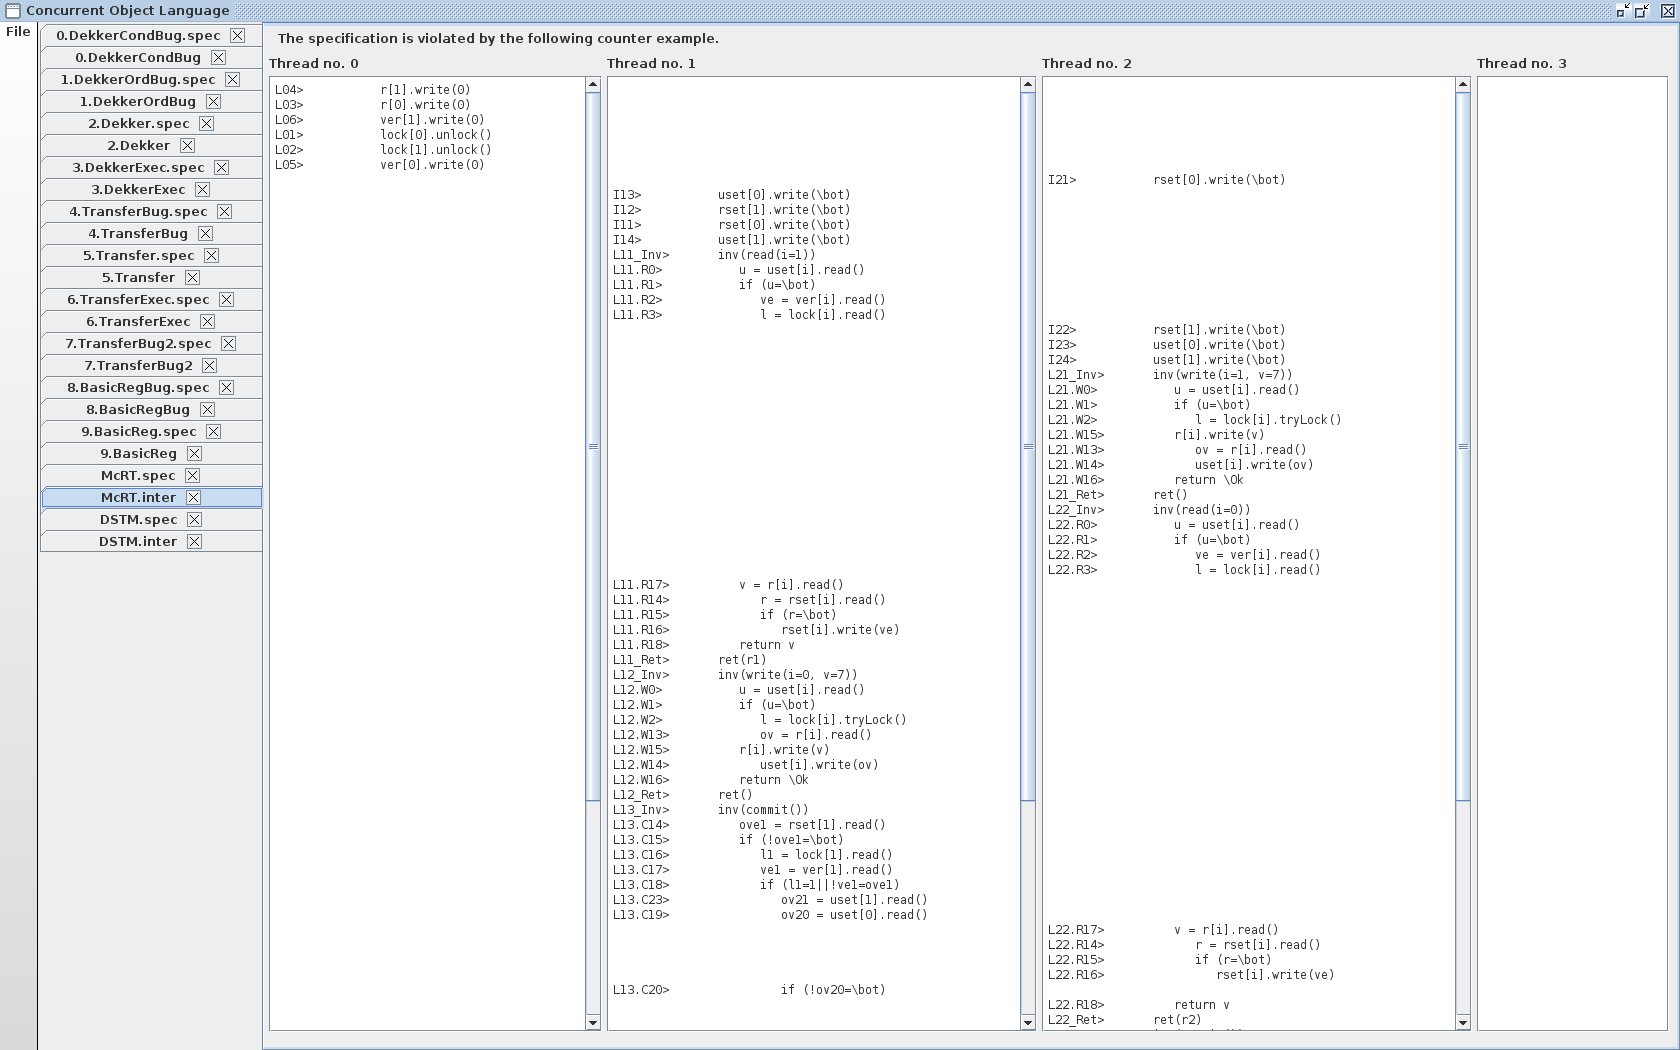 Concurrent Object Language
File
0.DekkerCondBug.spec
0.DekkerCondBug
1.DekkerOrdBug.spec
1.DekkerOrdBug
2.Dekker.spec
2.Dekker
3.DekkerExec.spec
3.DekkerExec
4.TransferBug.spec
4.TransferBug
5.Transfer.spec
5.Transfer
6.TransferExec.spec
6.TransferExec
7.TransferBug2.spec
7.TransferBug2
8.BasicRegBug.spec
8.BasicRegBug
9.BasicReg.spec
9.BasicReg
McRT.spec
McRT.inter
DSTM.spec
DSTM.inter
The specification is violated by the following counter example.
Thread no. 0
L04> r[1].write(0)
L03> r[0].write(0)
L06> ver[1].write(0)
L01> lock[0].unlock()
L02> lock[1].unlock()
L05> ver[0].write(0)
Thread no. 1
I13> uset[0].write(\bot)
I12> rset[1].write(\bot)
I11> rset[0].write(\bot)
I14> uset[1].write(\bot)
L11_Inv> inv(read(i=1))
L11.R0> u = uset[i].read()
L11.R1> if (u=\bot)
L11.R2> ve = ver[i].read()
L11.R3> l = lock[i].read()
L11.R17> v = r[i].read()
L11.R14> r = rset[i].read()
L11.R15> if (r=\bot)
L11.R16> rset[i].write(ve)
L11.R18> return v
L11_Ret> ret(r1)
L12_Inv> inv(write(i=0, v=7))
L12.W0> u = uset[i].read()
L12.W1> if (u=\bot)
L12.W2> l = lock[i].tryLock()
L12.W13> ov = r[i].read()
L12.W15> r[i].write(v)
L12.W14> uset[i].write(ov)
L12.W16> return \Ok
L12_Ret> ret()
L13_Inv> inv(commit())
L13.C14> ove1 = rset[1].read()
L13.C15> if (!ove1=\bot)
L13.C16> l1 = lock[1].read()
L13.C17> ve1 = ver[1].read()
L13.C18> if (l1=1||!ve1=ove1)
L13.C23> ov21 = uset[1].read()
L13.C19> ov20 = uset[0].read()
L13.C20> if (!ov20=\bot)
Thread no. 2
I21> rset[0].write(\bot)
I22> rset[1].write(\bot)
I23> uset[0].write(\bot)
I24> uset[1].write(\bot)
L21_Inv> inv(write(i=1, v=7))
L21.W0> u = uset[i].read()
L21.W1> if (u=\bot)
L21.W2> l = lock[i].tryLock()
L21.W15> r[i].write(v)
L21.W13> ov = r[i].read()
L21.W14> uset[i].write(ov)
L21.W16> return \Ok
L21_Ret> ret()
L22_Inv> inv(read(i=0))
L22.R0> u = uset[i].read()
L22.R1> if (u=\bot)
L22.R2> ve = ver[i].read()
L22.R3> l = lock[i].read()
L22.R17> v = r[i].read()
L22.R14> r = rset[i].read()
L22.R15> if (r=\bot)
L22.R16> rset[i].write(ve)
L22.R18> return v
L22_Ret> ret(r2)
Thread no. 3